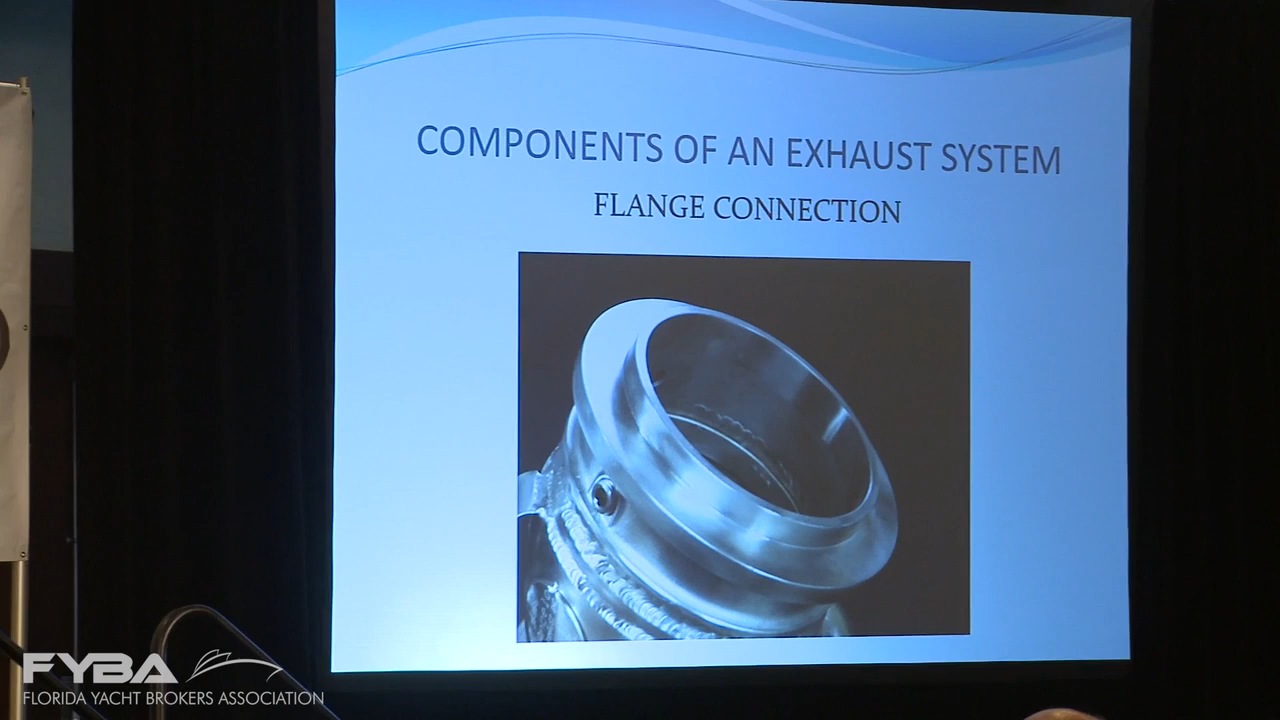 COMPONENTS OF AN EXHAUST SYSTEM
FLANGE CONNECTION
FYBA
FLORIDA YACHT BROKERS ASSOCIATION